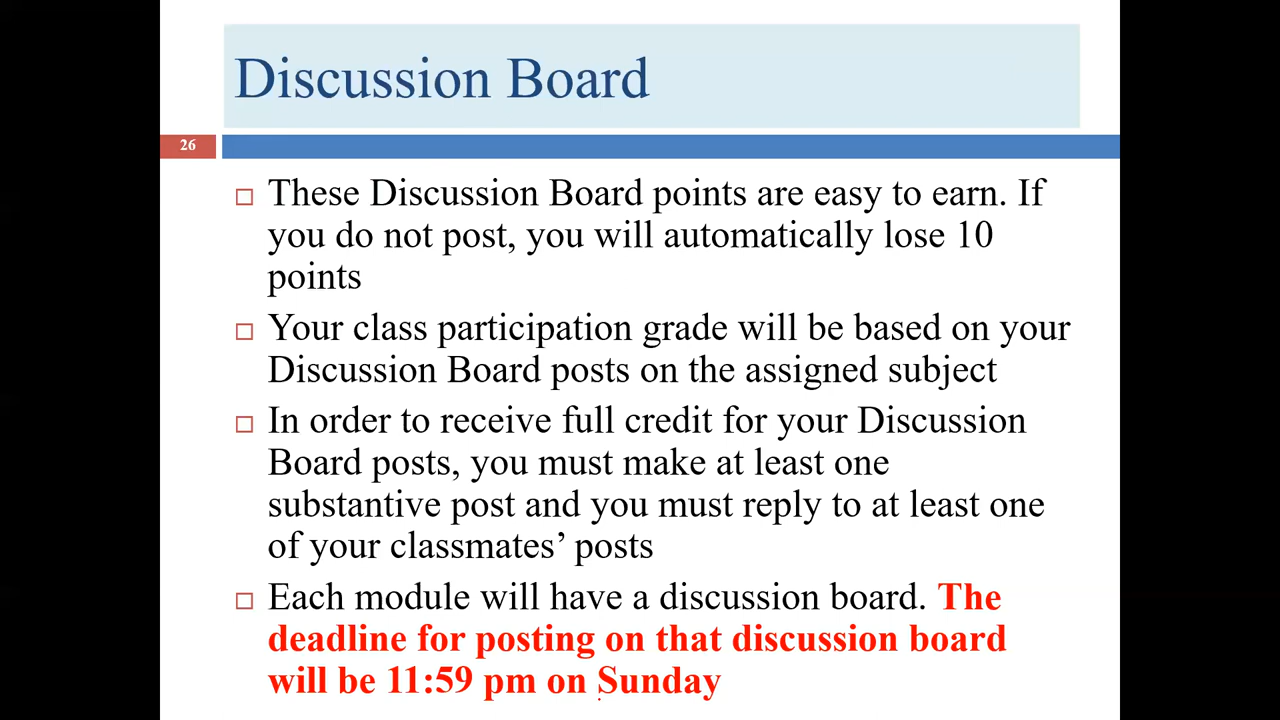 Discussion Board
26
These Discussion Board points are easy to earn. If
you do not post, you will automatically lose 10
points
Your class participation grade will be based on your
Discussion Board posts on the assigned subject
In order to receive full credit for your Discussion
Board posts, you must make at least one
substantive post and you must reply to at least one
of your classmates’ posts
Each module will have a discussion board. The
deadline for posting on that discussion board
will be 11:59 pm on Sunday